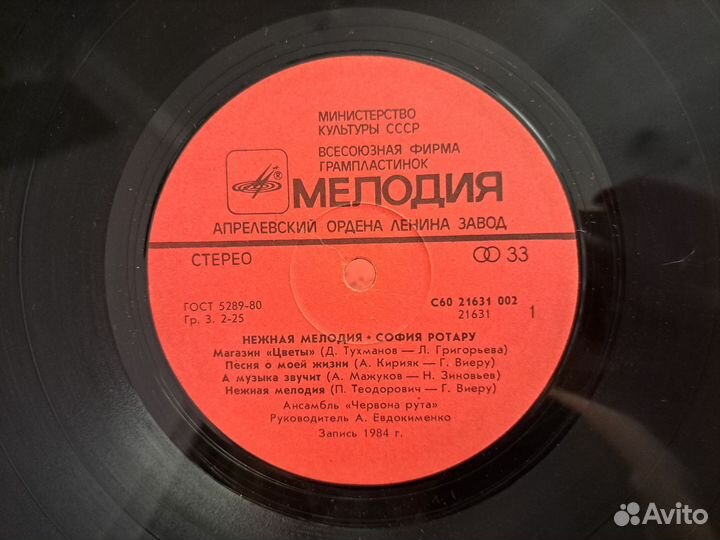 МИНИСТЕРСТВО
КУЛЬТУРЫ СССР
ВСЕСОЮЗНАЯ ФИРМА
ГРАМПЛАСТИНОК
®
МЕЛОДИЯ
АПРЕЛЕВСКИЙ ОРДЕНА ЛЕНИНА ЗАВОД
СТЕРЕО 33
ГОСТ 5289-80 С60 21631 002
Гр. 3. 2-25 21631 1
НЕЖНАЯ МЕЛОДИЯ • СОФИЯ РОТАРУ
Магазин «Цветы» (Д. Тухманов — Л. Григорьева)
Песня о моей жизни (А. Кирияк — Г. Виеру)
А музыка звучит (А. Мажуков — Н. Зиновьев)
Нежная мелодия (П. Теодорович — Г. Виеру)
Ансамбль «Червона рута»
Руководитель А. Евдокименко
Запись 1984 г.
Avito